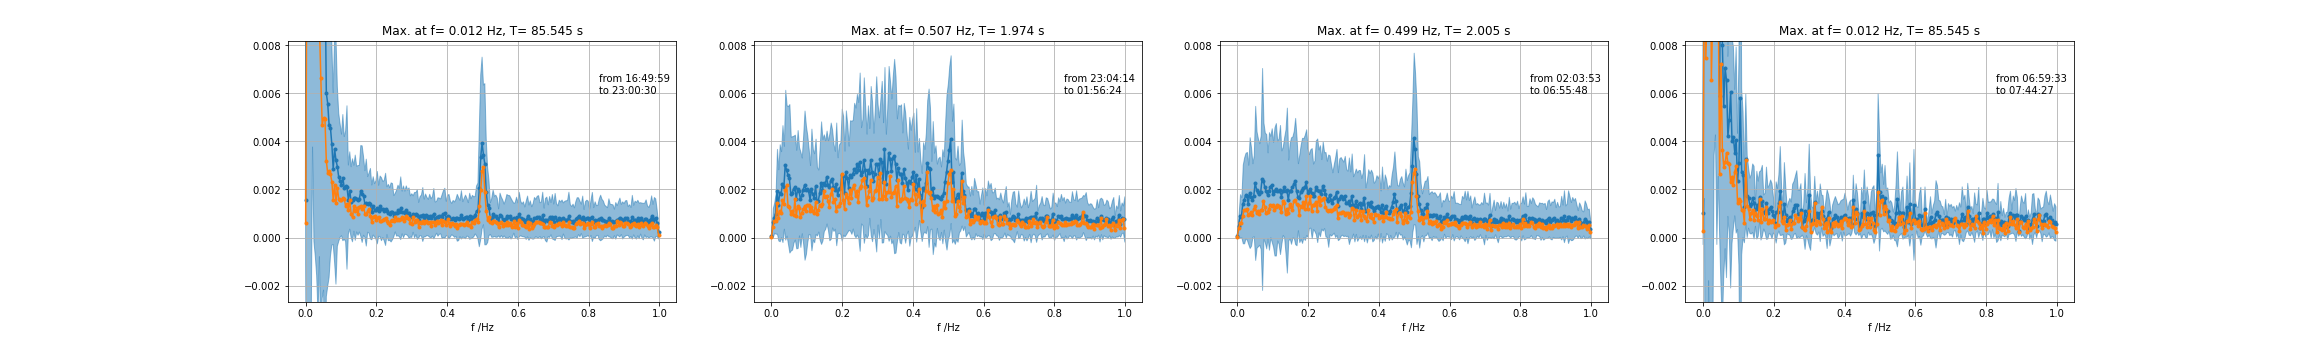 Max. at f= 0.012 Hz, T= 85.545 s
0.008
0.006
0.004
0.002
0.000
−0.002
from 16:49:59
to 23:00:30
0.0 0.2 0.4 0.6 0.8 1.0
f /Hz
Max. at f= 0.507 Hz, T= 1.974 s
0.008
0.006
0.004
0.002
0.000
−0.002
from 23:04:14
to 01:56:24
0.0 0.2 0.4 0.6 0.8 1.0
f /Hz
Max. at f= 0.499 Hz, T= 2.005 s
0.008
0.006
0.004
0.002
0.000
−0.002
from 02:03:53
to 06:55:48
0.0 0.2 0.4 0.6 0.8 1.0
f /Hz
Max. at f= 0.012 Hz, T= 85.545 s
0.008
0.006
0.004
0.002
0.000
−0.002
from 06:59:33
to 07:44:27
0.0 0.2 0.4 0.6 0.8 1.0
f /Hz